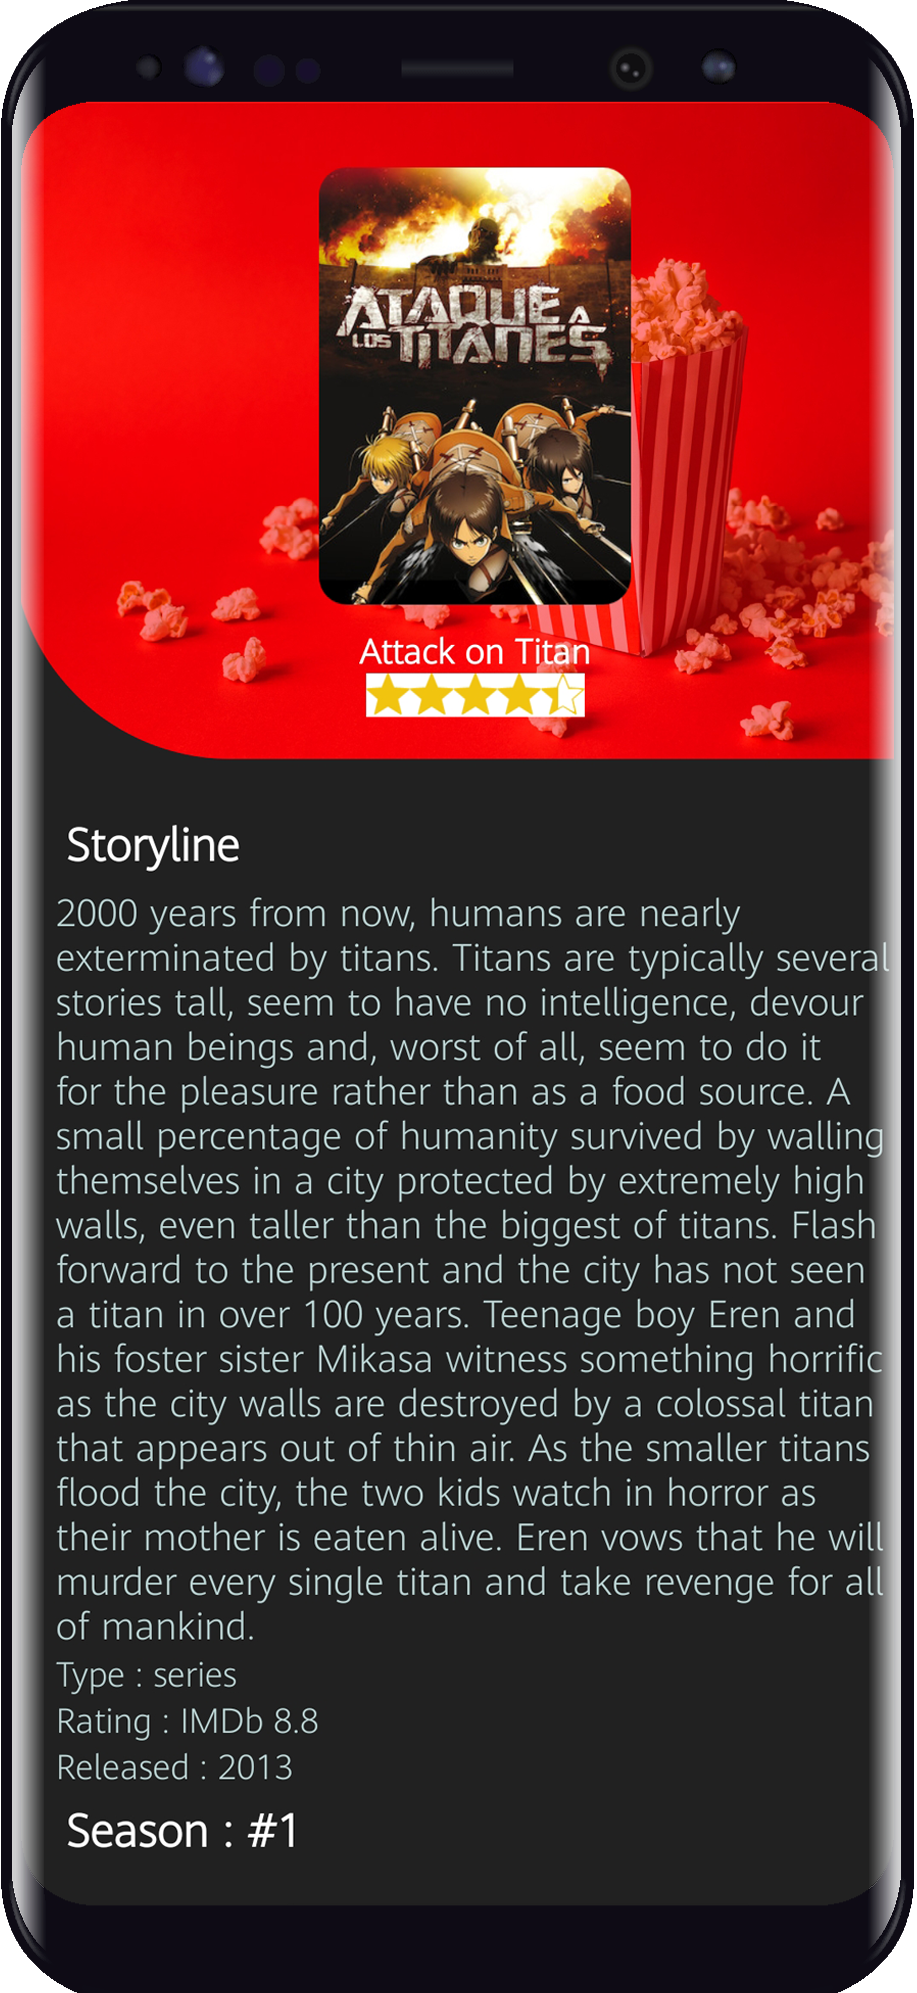 ATAQUE A
LOS TITANES
Attack on Titan
Storyline
2000 years from now, humans are nearly
exterminated by titans. Titans are typically several
stories tall, seem to have no intelligence, devour
human beings and, worst of all, seem to do it
for the pleasure rather than as a food source. A
small percentage of humanity survived by walling
themselves in a city protected by extremely high
walls, even taller than the biggest of titans. Flash
forward to the present and the city has not seen
a titan in over 100 years. Teenage boy Eren and
his foster sister Mikasa witness something horrific
as the city walls are destroyed by a colossal titan
that appears out of thin air. As the smaller titans
flood the city, the two kids watch in horror as
their mother is eaten alive. Eren vows that he will
murder every single titan and take revenge for all
of mankind.
Type : series
Rating : IMDb 8.8
Released : 2013
Season : #1